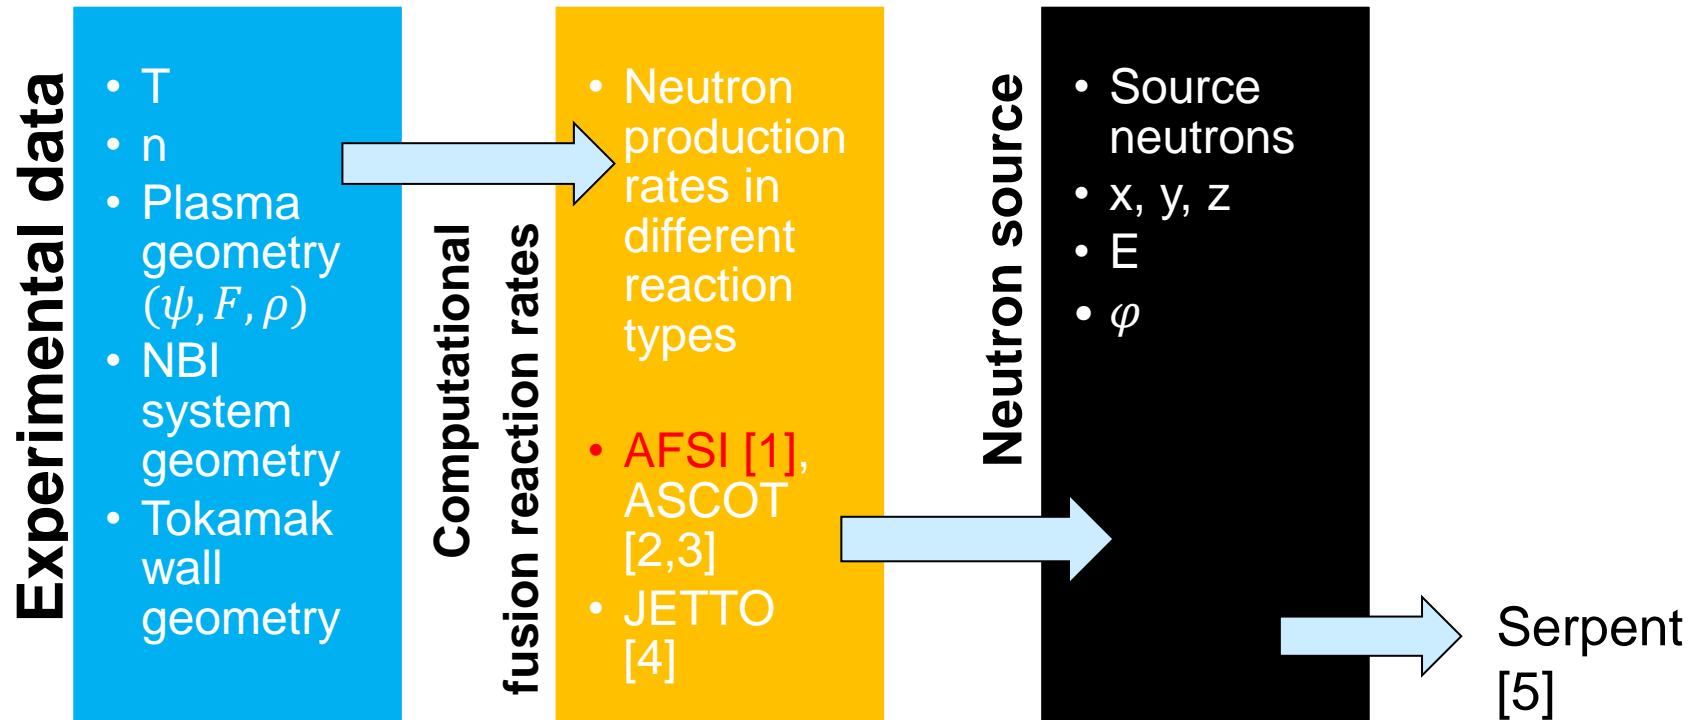 Experimental data
• T
• n
• Plasma
geometry
(𝜓, 𝐹, 𝜌)
• NBI
system
geometry
• Tokamak
wall
geometry
Computational
fusion reaction rates
• Neutron
production
rates in
different
reaction
types
• AFSI [1],
ASCOT
[2,3]
• JETTO
[4]
Neutron source
• Source
neutrons
• x, y, z
• E
• 𝜑
Serpent
[5]